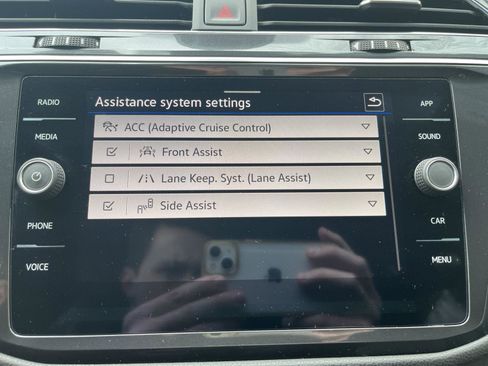 Assistance system settings
RADIO
APP
ACC (Adaptive Cruise Control)
MEDIA
SOUND
Front Assist
Lane Keep. Syst. (Lane Assist)
Side Assist
PHONE
CAR
VOICE
MENU